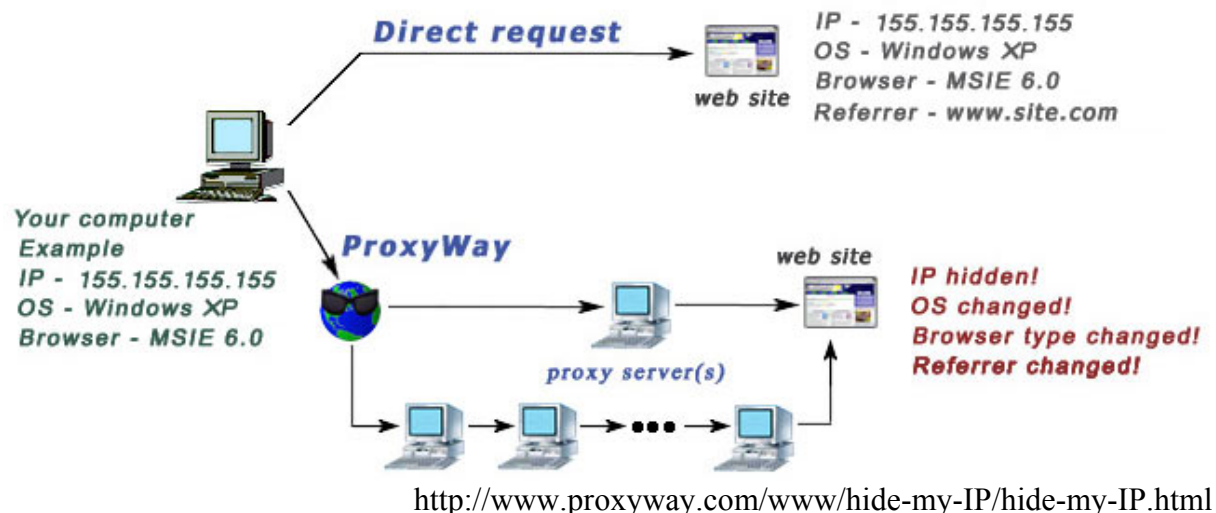 Direct request
web site
IP - 155.155.155.155
OS - Windows XP
Browser - MSIE 6.0
Referrer - www.site.com
Your computer
Example
IP - 155.155.155.155
OS - Windows XP
Browser - MSIE 6.0
ProxyWay
proxy server(s)
web site
IP hidden!
OS changed!
Browser type changed!
Referrer changed!
http://www.proxyway.com/www/hide-my-IP/hide-my-IP.html